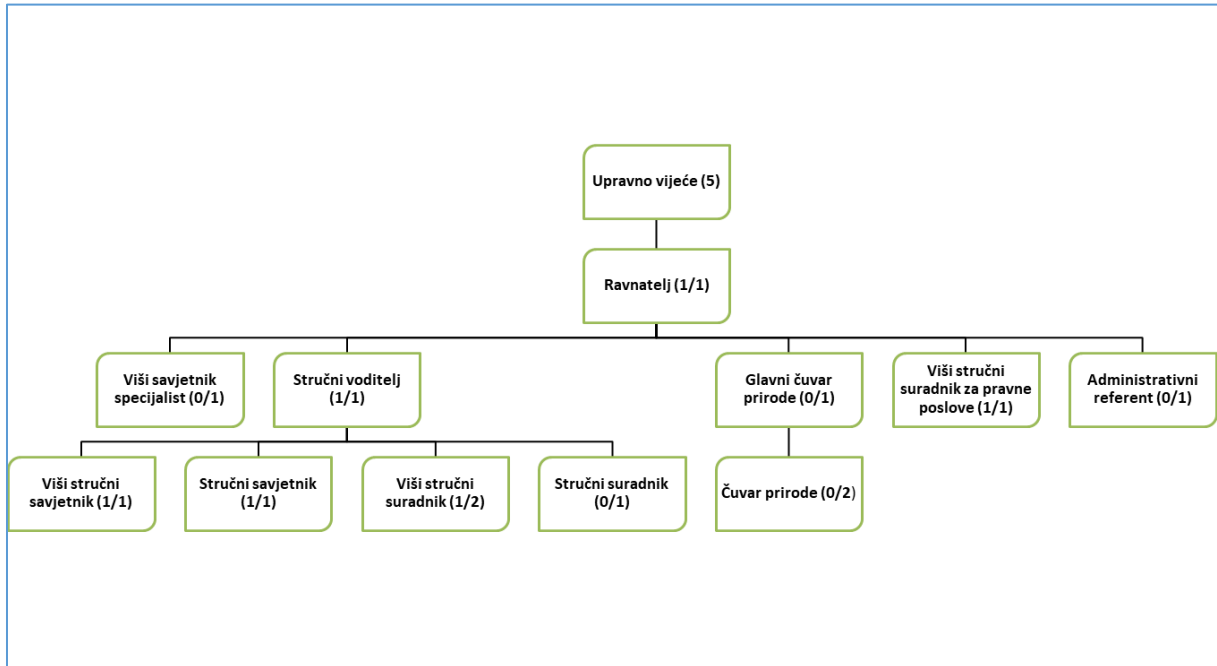 Upravno vijeće (5)
Ravnatelj (1/1)
Viši savjetnik
specijalist (0/1)
Stručni voditelj
(1/1)
Glavni čuvar
prirode (0/1)
Viši stručni
suradnik za pravne
poslove (1/1)
Administrativni
referent (0/1)
Viši stručni
savjetnik (1/1)
Stručni savjetnik
(1/1)
Viši stručni
suradnik (1/2)
Stručni suradnik
(0/1)
Čuvar prirode (0/2)